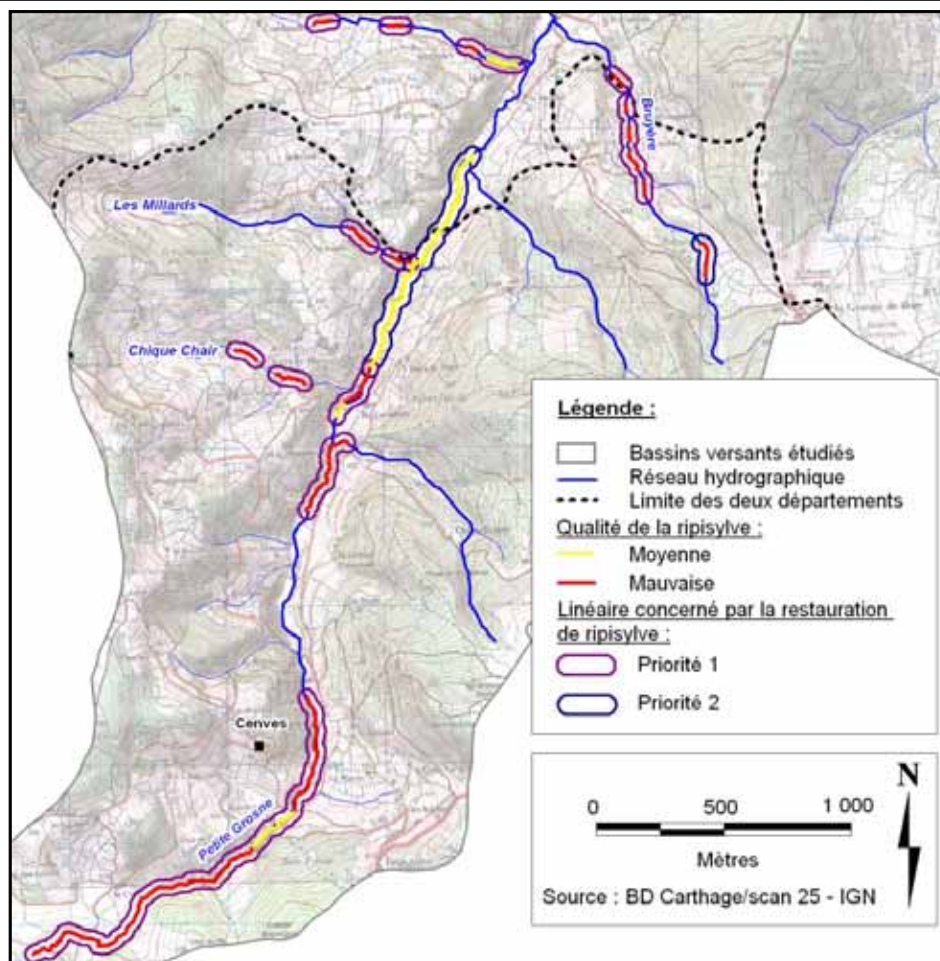 Bruyère
Les Millards
Chique Chair
Cenves
Petite Grosne
Légende :
Bassins versants étudiés
Réseau hydrographique
Limite des deux départements
Qualité de la ripisylve :
Moyenne
Mauvaise
Linéaire concerné par la restauration
de ripisylve :
Priorité 1
Priorité 2
N
0 500 1 000
Mètres
Source : BD Carthage/scan 25 - IGN